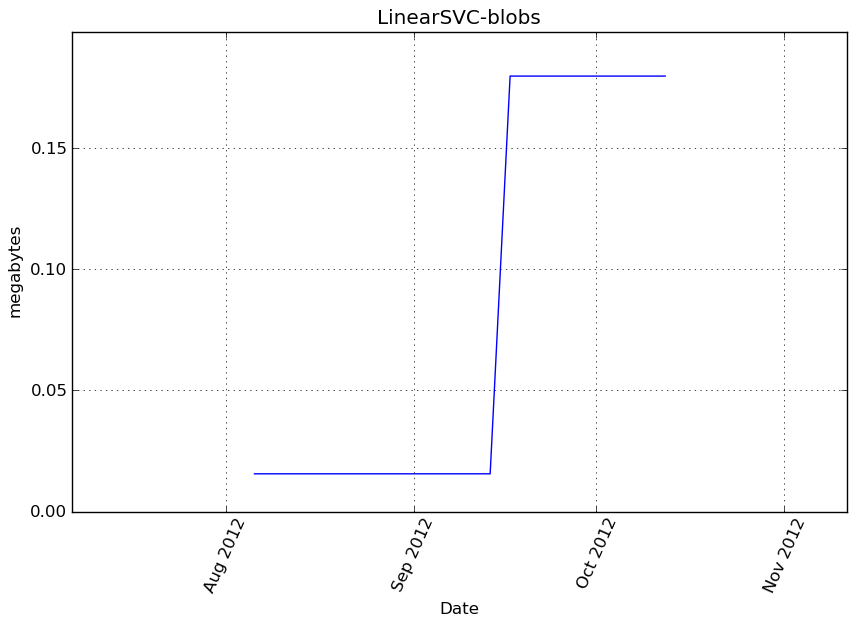 LinearSVC-blobs
megabytes
0.15
0.10
0.05
0.00
Aug 2012
Sep 2012
Oct 2012
Nov 2012
Date